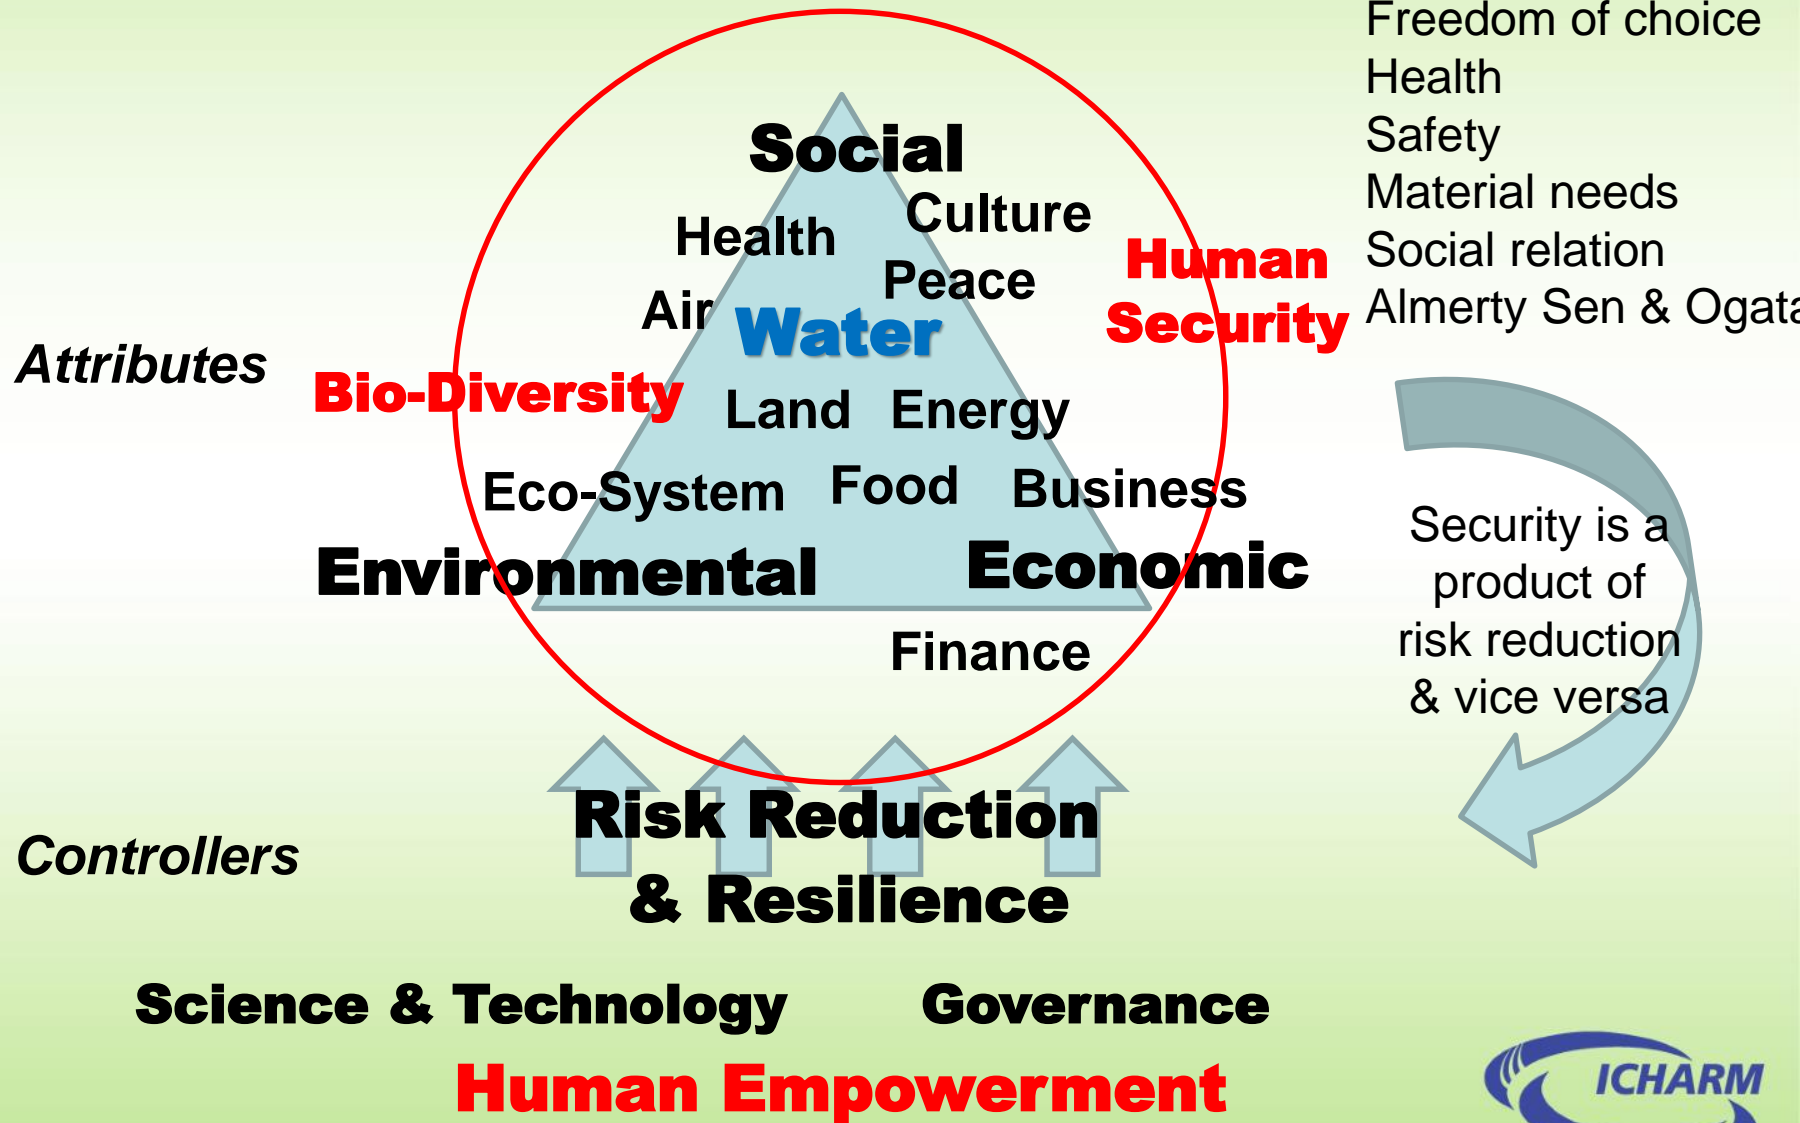 Freedom of choice
Health
Safety
Material needs
Social relation
Almerty Sen & Ogata
Social
Culture
Health
Peace
Air
Water
Human
Security
Attributes
Bio-Diversity
Land Energy
Eco-System Food Business
Environmental Economic
Finance
Security is a
product of
risk reduction
& vice versa
Controllers
Risk Reduction
& Resilience
Science & Technology Governance
Human Empowerment
ICHARM